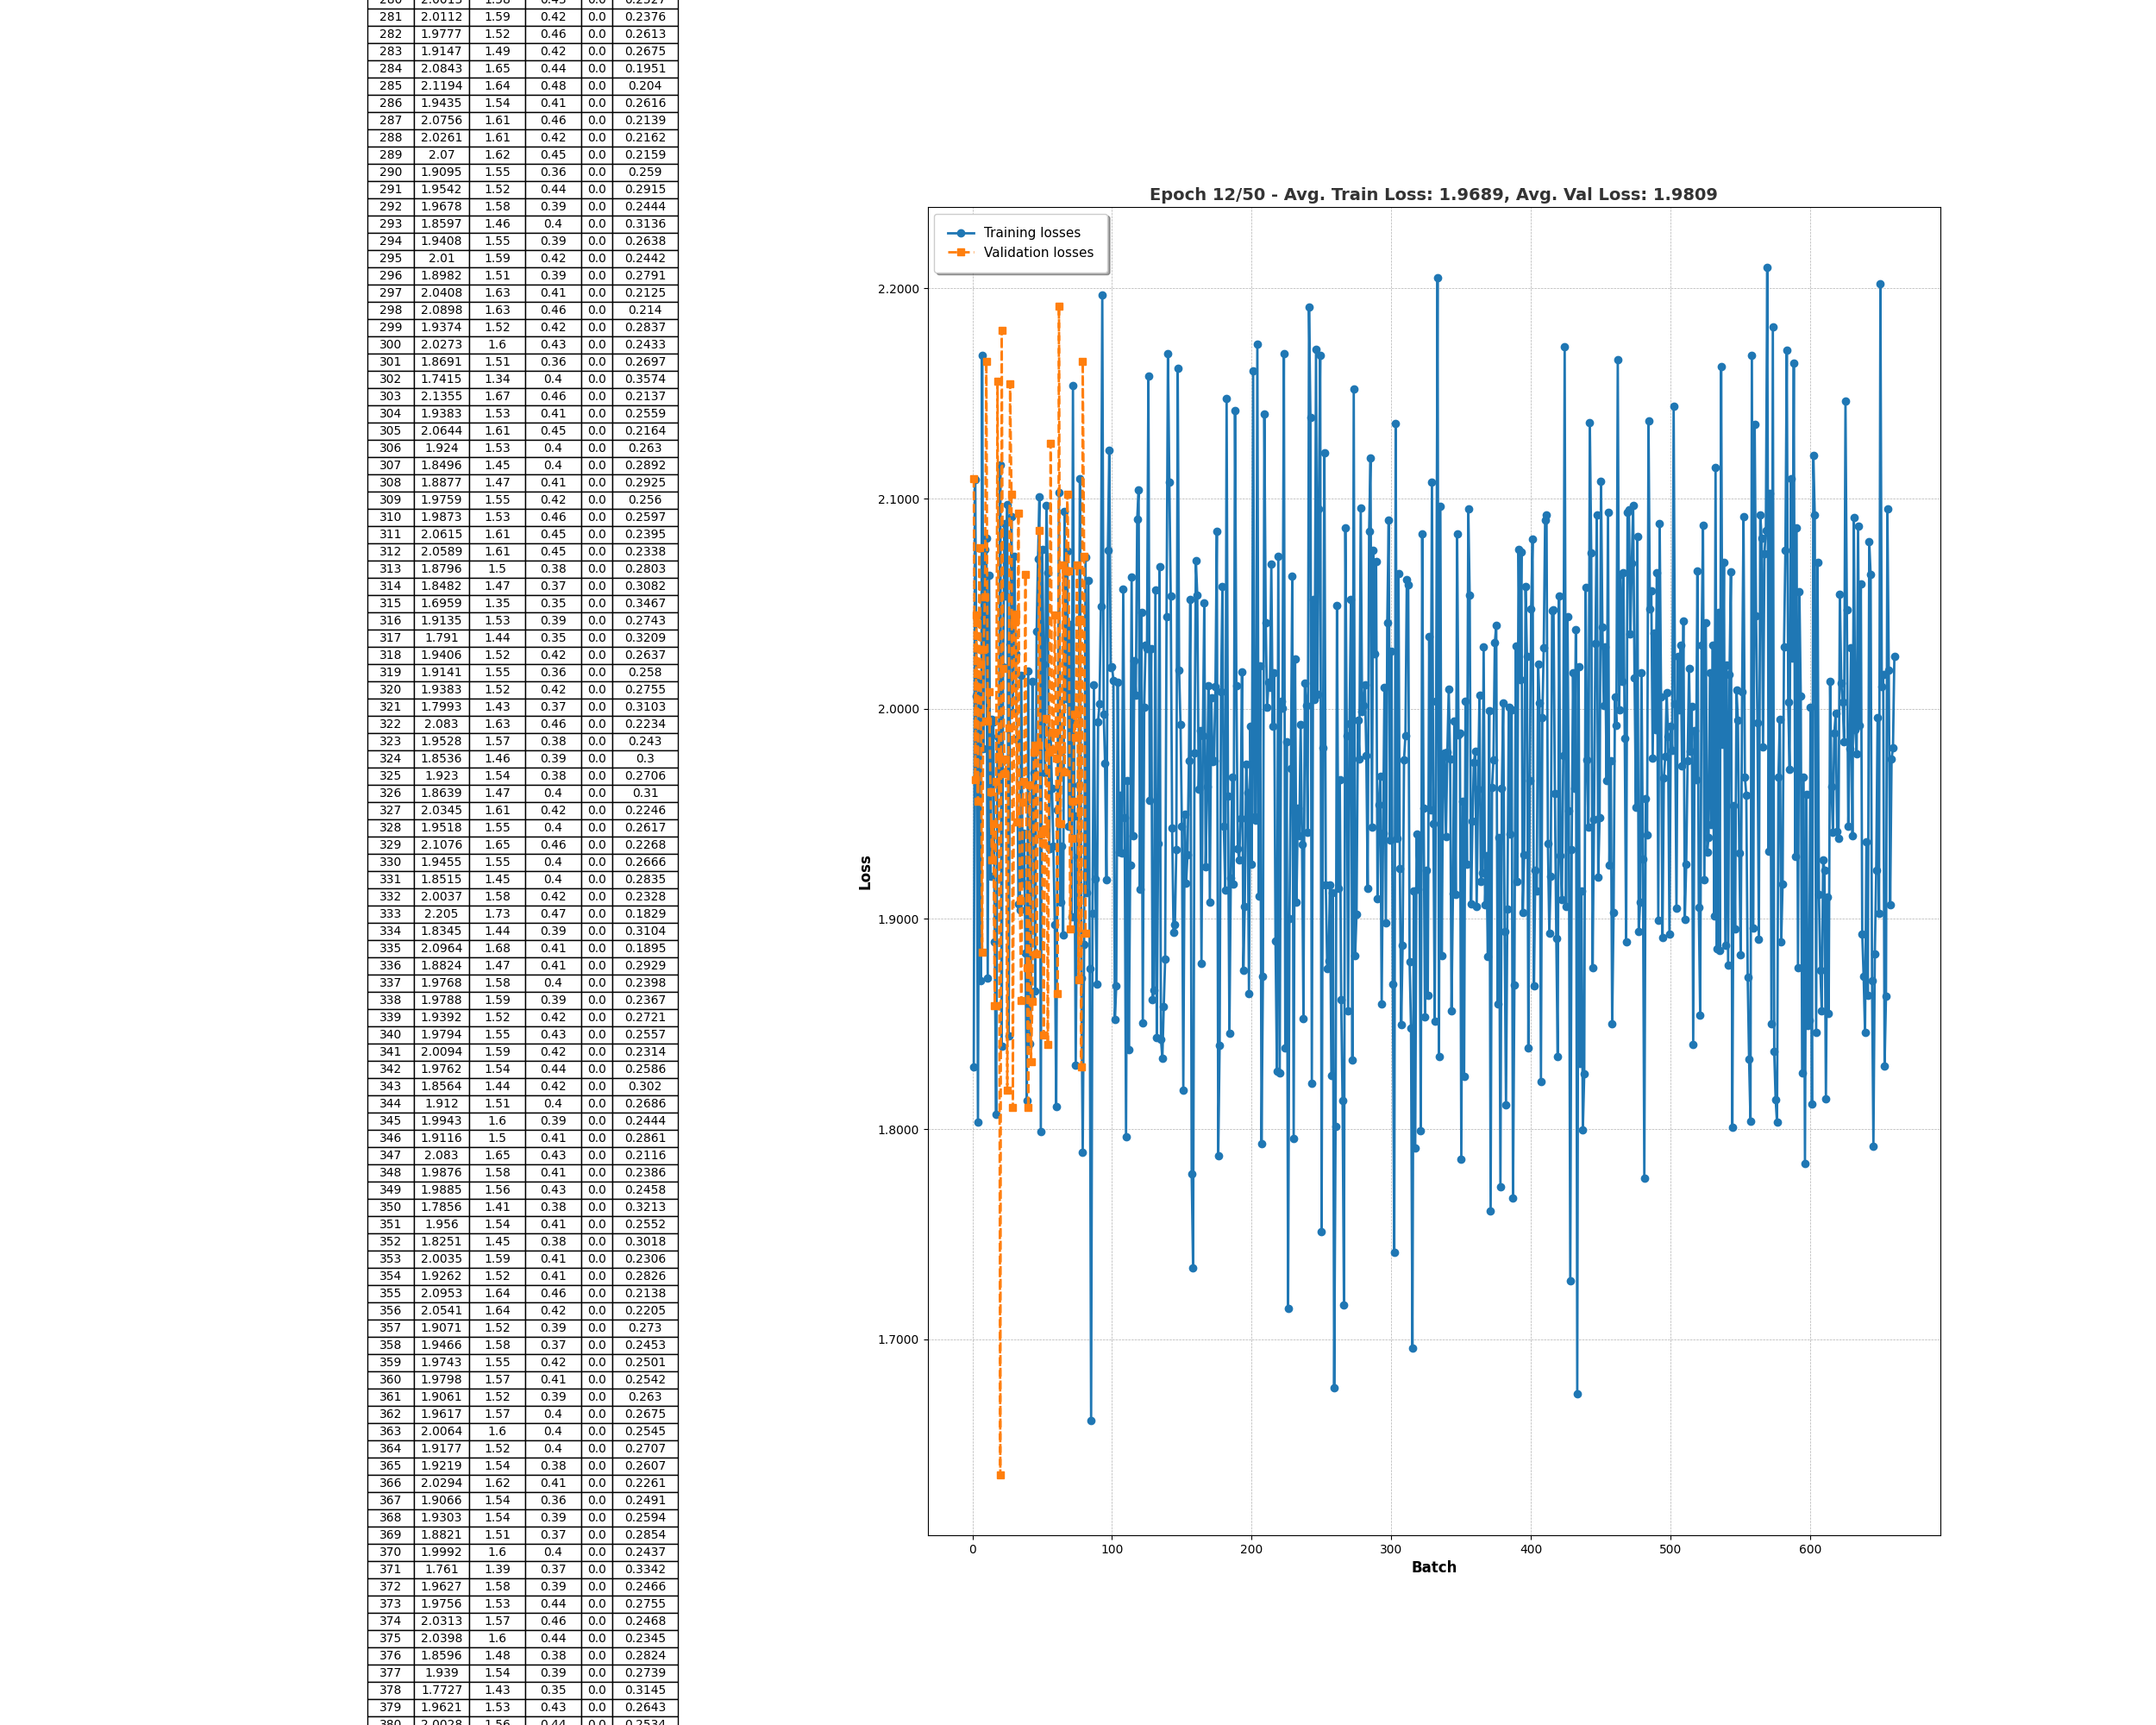 281 2.0112 1.59 0.42 0.0 0.2376
282 1.9777 1.52 0.46 0.0 0.2613
283 1.9147 1.49 0.42 0.0 0.2675
284 2.0843 1.65 0.44 0.0 0.1951
285 2.1194 1.64 0.48 0.0 0.204
286 1.9435 1.54 0.41 0.0 0.2616
287 2.0756 1.61 0.46 0.0 0.2139
288 2.0261 1.61 0.42 0.0 0.2162
289 2.07 1.62 0.45 0.0 0.2159
290 1.9095 1.55 0.36 0.0 0.259
291 1.9542 1.52 0.44 0.0 0.2915
292 1.9678 1.58 0.39 0.0 0.2444
293 1.8597 1.46 0.4 0.0 0.3136
294 1.9408 1.55 0.39 0.0 0.2638
295 2.01 1.59 0.42 0.0 0.2442
296 1.8982 1.51 0.39 0.0 0.2791
297 2.0408 1.63 0.41 0.0 0.2125
298 2.0898 1.63 0.46 0.0 0.214
299 1.9374 1.52 0.42 0.0 0.2837
300 2.0273 1.6 0.43 0.0 0.2433
301 1.8691 1.51 0.36 0.0 0.2697
302 1.7415 1.34 0.4 0.0 0.3574
303 2.1355 1.67 0.46 0.0 0.2137
304 1.9383 1.53 0.41 0.0 0.2559
305 2.0644 1.61 0.45 0.0 0.2164
306 1.924 1.53 0.4 0.0 0.263
307 1.8496 1.45 0.4 0.0 0.2892
308 1.8877 1.47 0.41 0.0 0.2925
309 1.9759 1.55 0.42 0.0 0.256
310 1.9873 1.53 0.46 0.0 0.2597
311 2.0615 1.61 0.45 0.0 0.2395
312 2.0589 1.61 0.45 0.0 0.2338
313 1.8796 1.5 0.38 0.0 0.2803
314 1.8482 1.47 0.37 0.0 0.3082
315 1.6959 1.35 0.35 0.0 0.3467
316 1.9135 1.53 0.39 0.0 0.2743
317 1.791 1.44 0.35 0.0 0.3209
318 1.9406 1.52 0.42 0.0 0.2637
319 1.9141 1.55 0.36 0.0 0.258
320 1.9383 1.52 0.42 0.0 0.2755
321 1.7993 1.43 0.37 0.0 0.3103
322 2.083 1.63 0.46 0.0 0.2234
323 1.9528 1.57 0.38 0.0 0.243
324 1.8536 1.46 0.39 0.0 0.3
325 1.923 1.54 0.38 0.0 0.2706
326 1.8639 1.47 0.4 0.0 0.31
327 2.0345 1.61 0.42 0.0 0.2246
328 1.9518 1.55 0.4 0.0 0.2617
329 2.1076 1.65 0.46 0.0 0.2268
330 1.9455 1.55 0.4 0.0 0.2666
331 1.8515 1.45 0.4 0.0 0.2835
332 2.0037 1.58 0.42 0.0 0.2328
333 2.205 1.73 0.47 0.0 0.1829
334 1.8345 1.44 0.39 0.0 0.3104
335 2.0964 1.68 0.41 0.0 0.1895
336 1.8824 1.47 0.41 0.0 0.2929
337 1.9768 1.58 0.4 0.0 0.2398
338 1.9788 1.59 0.39 0.0 0.2367
339 1.9392 1.52 0.42 0.0 0.2721
340 1.9794 1.55 0.43 0.0 0.2557
341 2.0094 1.59 0.42 0.0 0.2314
342 1.9762 1.54 0.44 0.0 0.2586
343 1.8564 1.44 0.42 0.0 0.302
344 1.912 1.51 0.4 0.0 0.2686
345 1.9943 1.6 0.39 0.0 0.2444
346 1.9116 1.5 0.41 0.0 0.2861
347 2.083 1.65 0.43 0.0 0.2116
348 1.9876 1.58 0.41 0.0 0.2386
349 1.9885 1.56 0.43 0.0 0.2458
350 1.7856 1.41 0.38 0.0 0.3213
351 1.956 1.54 0.41 0.0 0.2552
352 1.8251 1.45 0.38 0.0 0.3018
353 2.0035 1.59 0.41 0.0 0.2306
354 1.9262 1.52 0.41 0.0 0.2826
355 2.0953 1.64 0.46 0.0 0.2138
356 2.0541 1.64 0.42 0.0 0.2205
357 1.9071 1.52 0.39 0.0 0.273
358 1.9466 1.58 0.37 0.0 0.2453
359 1.9743 1.55 0.42 0.0 0.2501
360 1.9798 1.57 0.41 0.0 0.2542
361 1.9061 1.52 0.39 0.0 0.263
362 1.9617 1.57 0.4 0.0 0.2675
363 2.0064 1.6 0.4 0.0 0.2545
364 1.9177 1.52 0.4 0.0 0.2707
365 1.9219 1.54 0.38 0.0 0.2607
366 2.0294 1.62 0.41 0.0 0.2261
367 1.9066 1.54 0.36 0.0 0.2491
368 1.9303 1.54 0.39 0.0 0.2594
369 1.8821 1.51 0.37 0.0 0.2854
370 1.9992 1.6 0.4 0.0 0.2437
371 1.761 1.39 0.37 0.0 0.3342
372 1.9627 1.58 0.39 0.0 0.2466
373 1.9756 1.53 0.44 0.0 0.2755
374 2.0313 1.57 0.46 0.0 0.2468
375 2.0398 1.6 0.44 0.0 0.2345
376 1.8596 1.48 0.38 0.0 0.2824
377 1.939 1.54 0.39 0.0 0.2739
378 1.7727 1.43 0.35 0.0 0.3145
379 1.9621 1.53 0.43 0.0 0.2643
380 2.0028 1.56 0.44 0.0 0.2534
Epoch 12/50 - Avg. Train Loss: 1.9689, Avg. Val Loss: 1.9809
Training losses
Validation losses
2.2000
2.1000
2.0000
1.9000
1.8000
1.7000
Loss
0 100 200 300 400 500 600
Batch